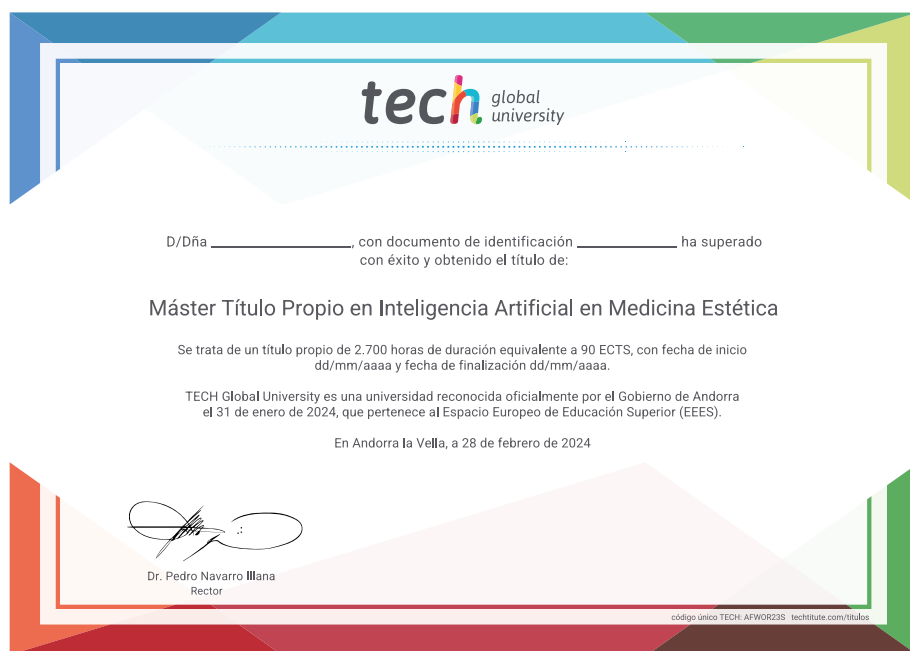 tech global university
D/Dña ________________, con documento de identificación ____________ ha superado
con éxito y obtenido el título de:
Máster Título Propio en Inteligencia Artificial en Medicina Estética
Se trata de un título propio de 2.700 horas de duración equivalente a 90 ECTS, con fecha de inicio
dd/mm/aaaa y fecha de finalización dd/mm/aaaa.
TECH Global University es una universidad reconocida oficialmente por el Gobierno de Andorra
el 31 de enero de 2024, que pertenece al Espacio Europeo de Educación Superior (EEES).
En Andorra la Vella, a 28 de febrero de 2024
Dr. Pedro Navarro Illana
Rector
código único TECH: AFWOR23S techtitute.com/titulos